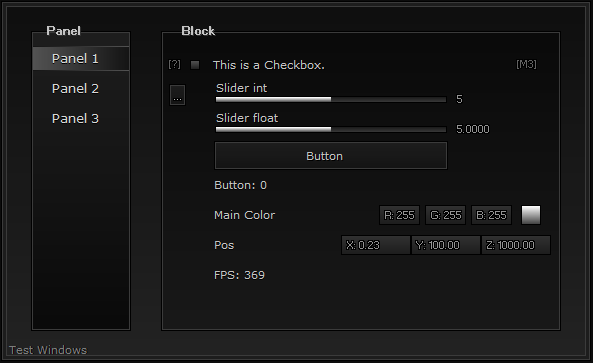 Panel
Panel 1
Panel 2
Panel 3
Block
[?] This is a Checkbox. [M3]
Slider int
... 5
Slider float
5.0000
Button
Button: 0
Main Color R: 255 G: 255 B: 255
Pos X: 0.23 Y: 100.00 Z: 1000.00
FPS: 369
Test Windows